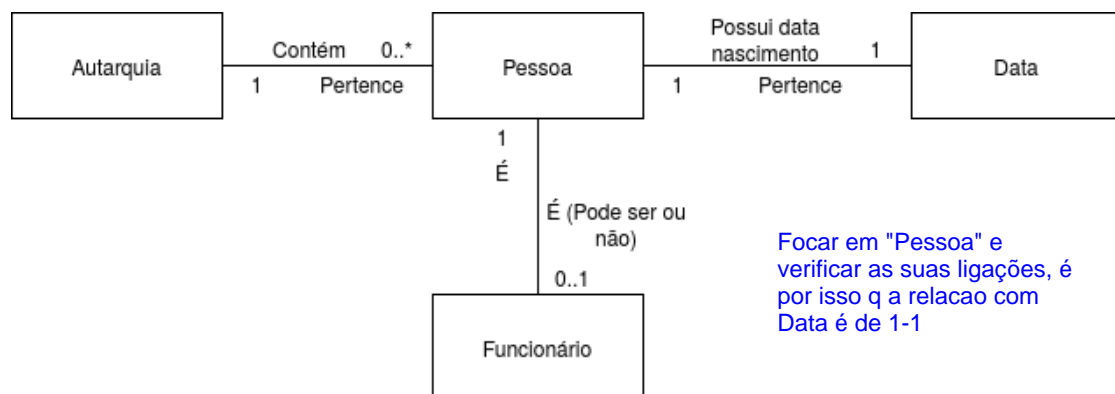 Autarquia
Contém 0..*
1 Pertence
Pessoa
Possui data
nascimento 1
1 Pertence
Data
1
É
É (Pode ser ou
não)
0..1
Funcionário
Focar em "Pessoa" e
verificar as suas ligações, é
por isso q a relacao com
Data é de 1-1